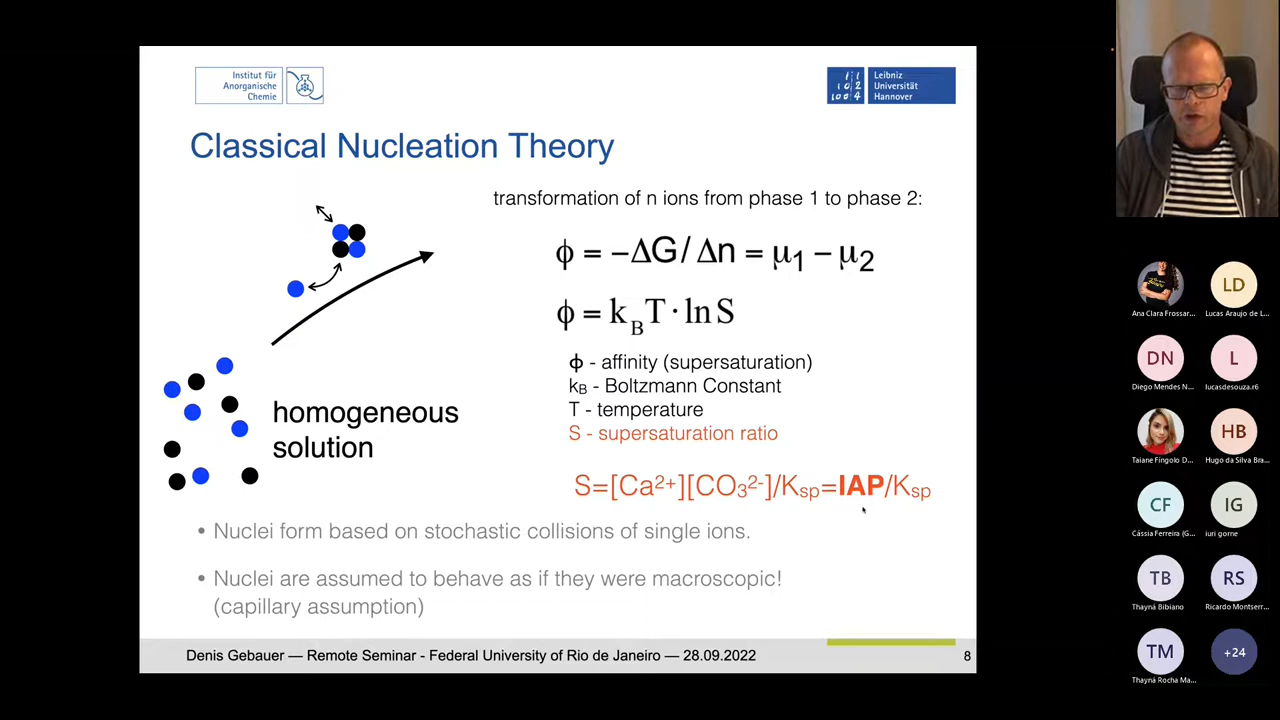 Institut für
Anorganische
Chemie
Leibniz
Universität
Hannover
Classical Nucleation Theory
transformation of n ions from phase 1 to phase 2:
ϕ = −ΔG/Δn = μ₁ − μ₂
ϕ = k_B T · ln S
ϕ - affinity (supersaturation)
k_B - Boltzmann Constant
T - temperature
S - supersaturation ratio
homogeneous
solution
S=[Ca²⁺][CO₃²⁻]/Kₛₚ=IAP/Kₛₚ
• Nuclei form based on stochastic collisions of single ions.
• Nuclei are assumed to behave as if they were macroscopic!
(capillary assumption)
Denis Gebauer — Remote Seminar - Federal University of Rio de Janeiro — 28.09.2022
8
Ana Clara Frossar...
LD
Lucas Araujo de L...
DN
Diego Mendes N...
L
lucasdesouza.r6
Taiane Fingolo D...
HB
Hugo da Silva Bra...
CF
Cássia Ferreira (G...
IG
iuri gorne
TB
Thayná Bibiano
RS
Ricardo Montserr...
TM
Thayná Rocha Ma...
+24